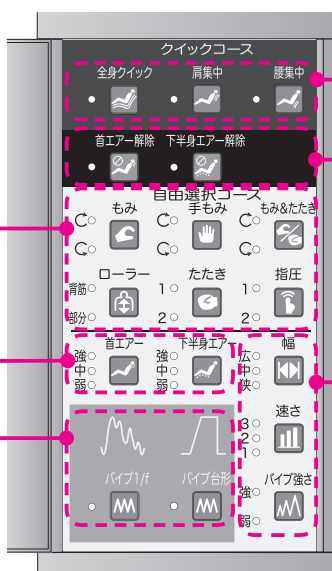 クイックコース
全身クイック 肩集中 腰集中
首エアー解除 下半身エアー解除
自由選択コース
もみ 手もみ もみ&たたき
ローラー たたき 指圧
背筋 1 1
部分 2 2
首エアー 下半身エアー 幅
強 強 広
中 中 中
弱 弱 狭
速さ
3
2
1
バイブ1/f バイブ台形 バイブ強さ
強
弱